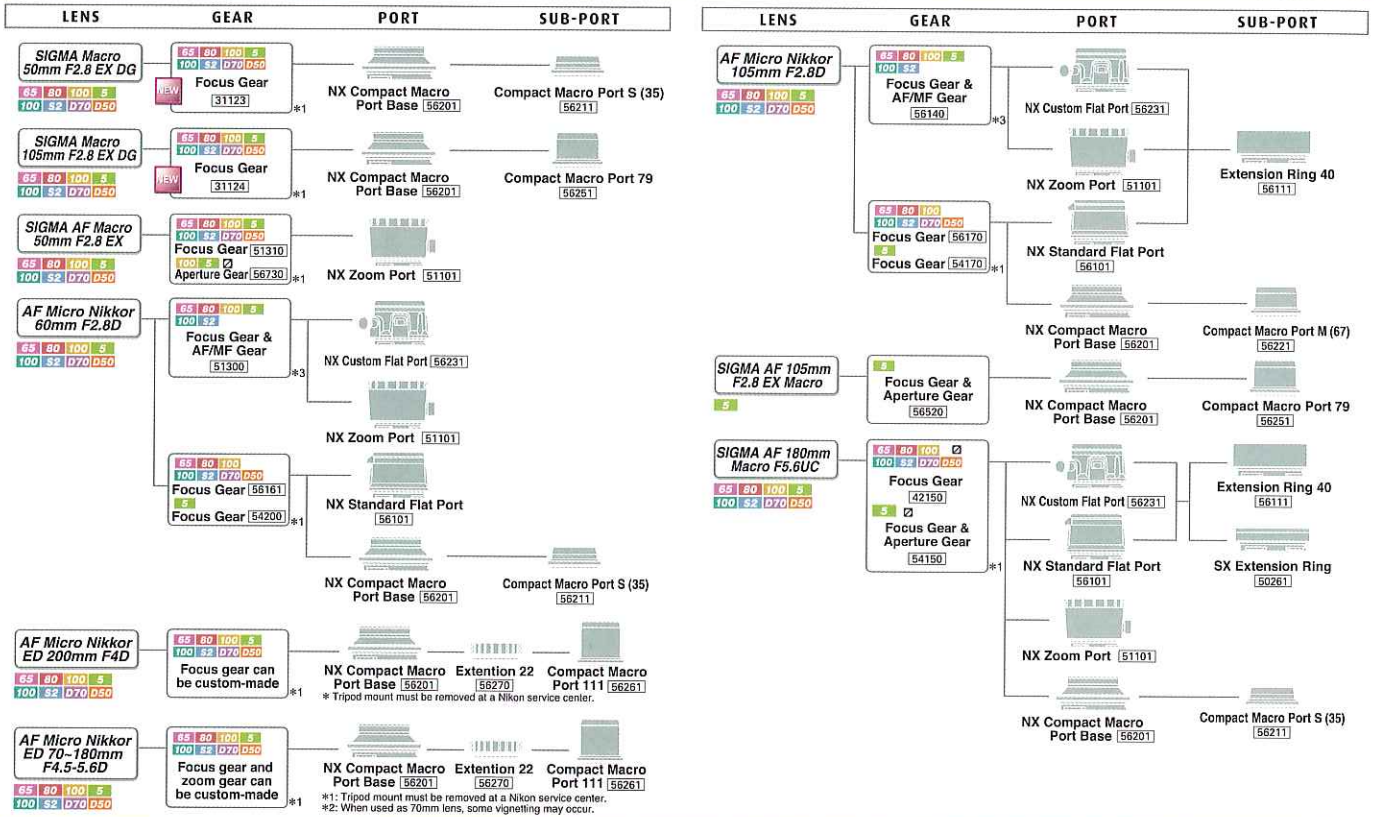 LENS GEAR PORT SUB-PORT
SIGMA Macro
50mm F2.8 EX DG
65 80 100 5
100 S2 D70 D50
65 80 100 5
100 S2 D70 D50
Focus Gear
31123
NEW
*1
NX Compact Macro
Port Base 56201
Compact Macro Port S (35)
56211
SIGMA Macro
105mm F2.8 EX DG
65 80 100 5
100 S2 D70 D50
65 80 100 5
100 S2 D70 D50
Focus Gear
31124
NEW
*1
NX Compact Macro
Port Base 56201
Compact Macro Port 79
56251
SIGMA AF Macro
50mm F2.8 EX
65 80 100 5
100 S2 D70 D50
65 80 100 5
100 S2 D70 D50
Focus Gear 51310
100 5
Aperture Gear 56730
*1
NX Zoom Port 51101
AF Micro Nikkor
60mm F2.8D
65 80 100 5
100 S2 D70 D50
65 80 100 5
100 S2
Focus Gear &
AF/MF Gear
51300
*3
NX Custom Flat Port 56231
NX Zoom Port 51101
65 80 100
100 S2 D70 D50
Focus Gear 56161
5
Focus Gear 54200
*1
NX Standard Flat Port
56101
NX Compact Macro
Port Base 56201
Compact Macro Port S (35)
56211
AF Micro Nikkor
ED 200mm F4D
65 80 100 5
100 S2 D70 D50
65 80 100 5
100 S2 D70 D50
Focus gear can
be custom-made
*1
NX Compact Macro
Port Base 56201
Extention 22
56270
Compact Macro
Port 111 56261
* Tripod mount must be removed at a Nikon service center.
AF Micro Nikkor
ED 70~180mm
F4.5-5.6D
65 80 100 5
100 S2 D70 D50
65 80 100 5
100 S2 D70 D50
Focus gear and
zoom gear can
be custom-made
*1
NX Compact Macro
Port Base 56201
Extention 22
56270
Compact Macro
Port 111 56261
*1: Tripod mount must be removed at a Nikon service center.
*2: When used as 70mm lens, some vignetting may occur.
LENS GEAR PORT SUB-PORT
AF Micro Nikkor
105mm F2.8D
65 80 100 5
100 S2 D70 D50
65 80 100 5
100 S2
Focus Gear &
AF/MF Gear
56140
*3
NX Custom Flat Port 56231
NX Zoom Port 51101
Extension Ring 40
56111
65 80 100
100 S2 D70 D50
Focus Gear 56170
5
Focus Gear 54170
*1
NX Standard Flat Port
56101
NX Compact Macro
Port Base 56201
Compact Macro Port M (67)
56221
SIGMA AF 105mm
F2.8 EX Macro
5
5
Focus Gear &
Aperture Gear
56520
NX Compact Macro
Port Base 56201
Compact Macro Port 79
56251
SIGMA AF 180mm
Macro F5.6UC
65 80 100 5
100 S2 D70 D50
65 80 100
100 S2 D70 D50
Focus Gear
42150
5
Focus Gear &
Aperture Gear
54150
*1
NX Custom Flat Port 56231
Extension Ring 40
56111
NX Standard Flat Port
56101
SX Extension Ring
50261
NX Zoom Port 51101
NX Compact Macro
Port Base 56201
Compact Macro Port S (35)
56211